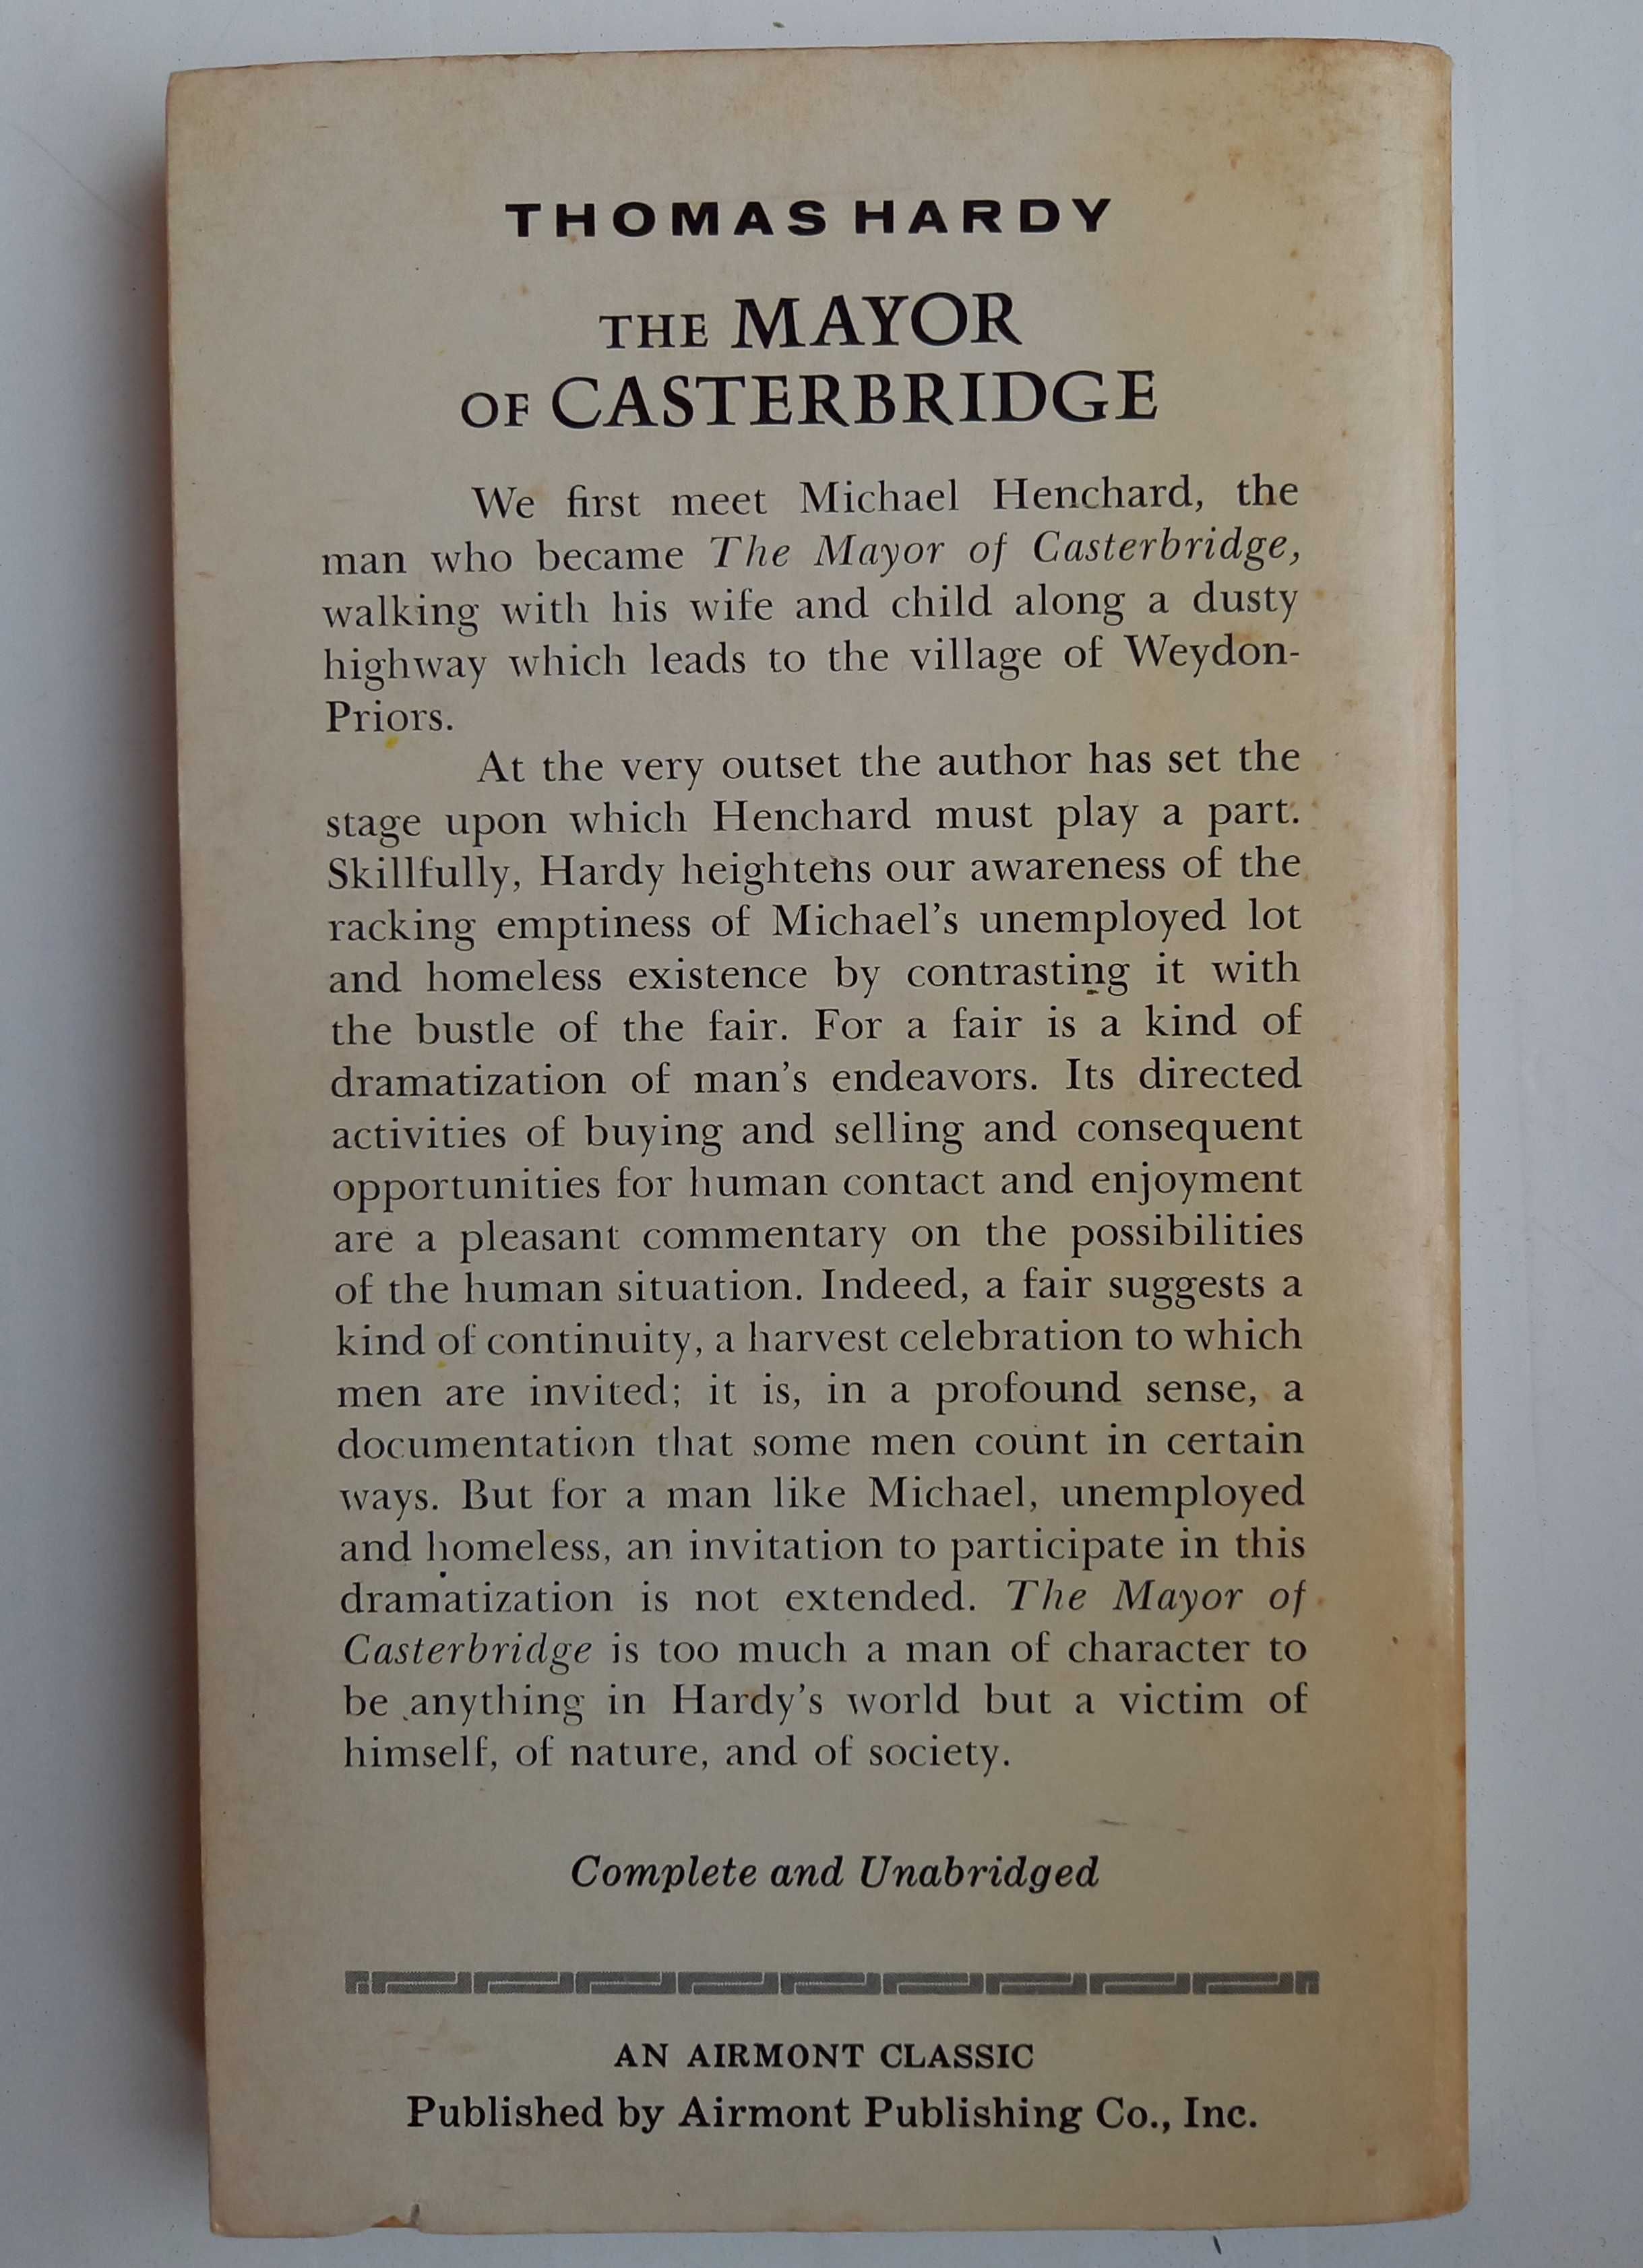 THOMAS HARDY
THE MAYOR
OF CASTERBRIDGE
We first meet Michael Henchard, the
man who became The Mayor of Casterbridge,
walking with his wife and child along a dusty
highway which leads to the village of Weydon-
Priors.
At the very outset the author has set the
stage upon which Henchard must play a part.
Skillfully, Hardy heightens our awareness of the
racking emptiness of Michael's unemployed lot
and homeless existence by contrasting it with
the bustle of the fair. For a fair is a kind of
dramatization of man's endeavors. Its directed
activities of buying and selling and consequent
opportunities for human contact and enjoyment
are a pleasant commentary on the possibilities
of the human situation. Indeed, a fair suggests a
kind of continuity, a harvest celebration to which
men are invited; it is, in a profound sense, a
documentation that some men count in certain
ways. But for a man like Michael, unemployed
and homeless, an invitation to participate in this
dramatization is not extended. The Mayor of
Casterbridge is too much a man of character to
be anything in Hardy's world but a victim of
himself, of nature, and of society.
Complete and Unabridged
AN AIRMONT CLASSIC
Published by Airmont Publishing Co., Inc.